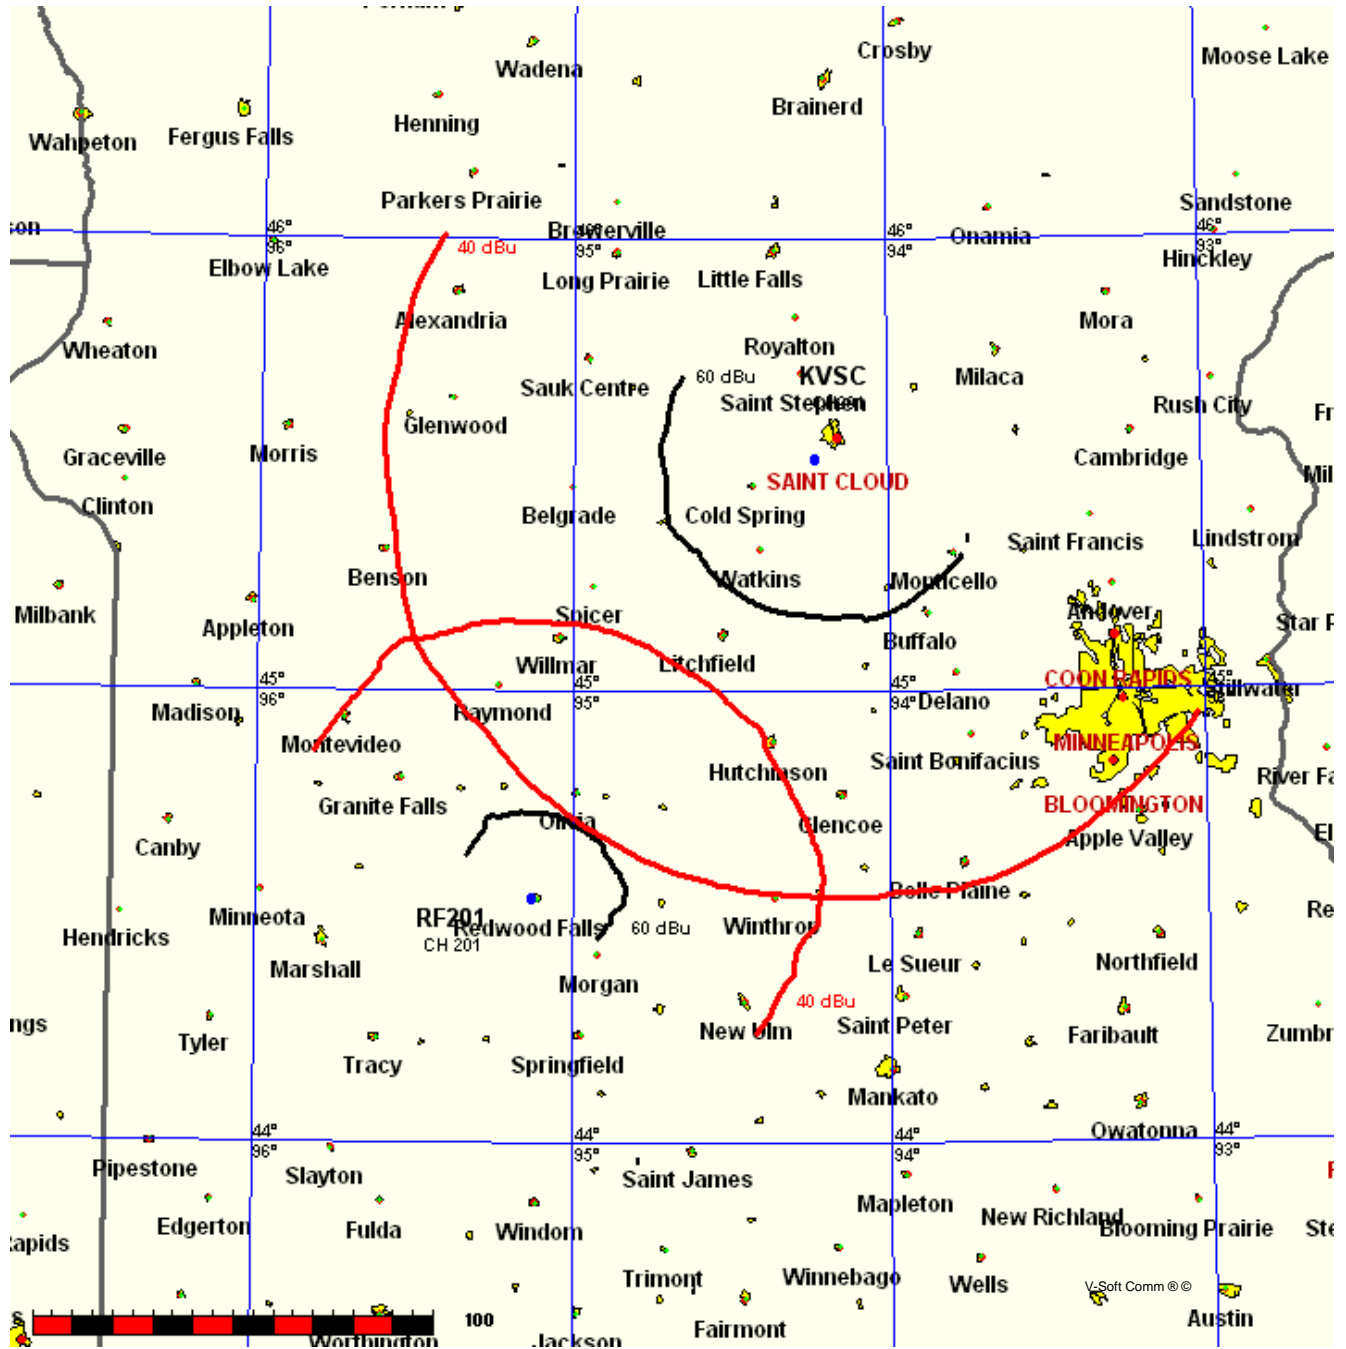 Crosby
Moose Lake
Wadena
Brainerd
Henning
Fergus Falls
Wahpeton
Parkers Prairie
Sandstone
Browerville
46°
96°
46°
95°
46°
94°
46°
93°
Onamia
40 dBu
Hinckley
Elbow Lake
Long Prairie
Little Falls
Alexandria
Mora
Wheaton
Royalton
KVSC
60 dBu
Milaca
Sauk Centre
Saint Stephen
Rush City
Glenwood
Morris
Graceville
Cambridge
SAINT CLOUD
Clinton
Belgrade
Cold Spring
Saint Francis
Lindstrom
Benson
Watkins
Monticello
Milbank
Spicer
Andover
Appleton
Buffalo
Willmar
Litchfield
COON RAPIDS
Stillwater
45°
96°
45°
95°
45°
94°
45°
Delano
Madison
Raymond
Montevideo
MINNEAPOLIS
Hutchinson
Saint Bonifacius
Granite Falls
BLOOMINGTON
Olivia
Glencoe
Apple Valley
Canby
Belle Plaine
Minneota
RF201
Redwood Falls
60 dBu
Winthrop
CH 201
Hendricks
Marshall
Le Sueur
Northfield
Morgan
40 dBu
New Ulm
Saint Peter
Faribault
Tyler
Tracy
Springfield
Mankato
Owatonna
44°
96°
44°
95°
44°
94°
44°
93°
Pipestone
Slayton
Saint James
Mapleton
Edgerton
Fulda
Windom
New Richland
Blooming Prairie
Trimont
Winnebago
Wells
V-Soft Comm ® ©
100
Austin
Worthington
Jackson
Fairmont